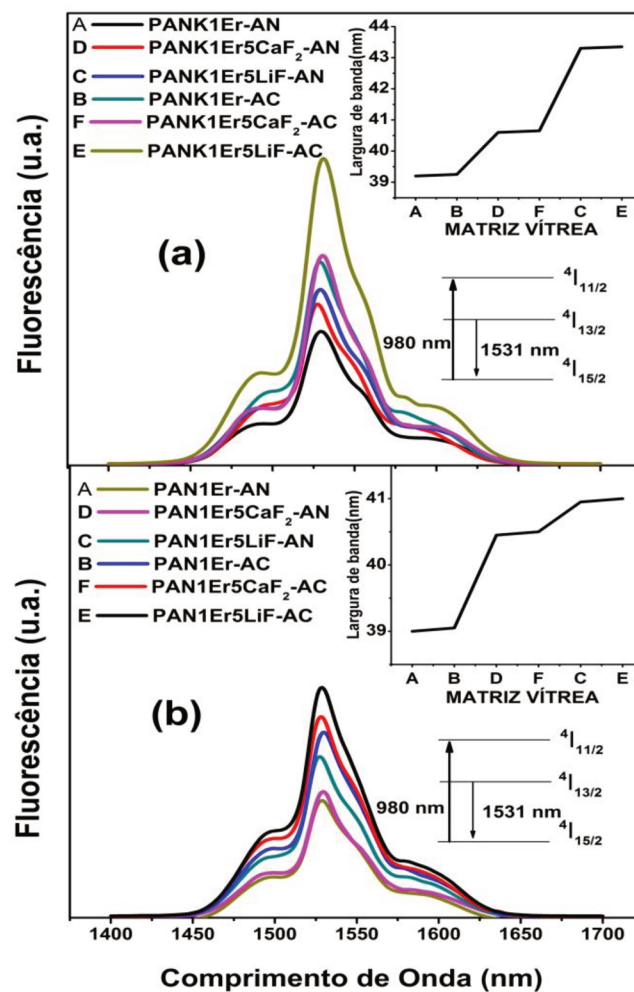 Fluorescência (u.a.)
(a)
A PANK1Er-AN
D PANK1Er5CaF₂-AN
C PANK1Er5LiF-AN
B PANK1Er-AC
F PANK1Er5CaF₂-AC
E PANK1Er5LiF-AC
Largura de banda(nm)
44
43
42
41
40
39
A B D F C E
MATRIZ VÍTREA
⁴I₁₁/₂
⁴I₁₃/₂
980 nm
1531 nm
⁴I₁₅/₂
Fluorescência (u.a.)
(b)
A PAN1Er-AN
D PAN1Er5CaF₂-AN
C PAN1Er5LiF-AN
B PAN1Er-AC
F PAN1Er5CaF₂-AC
E PAN1Er5LiF-AC
Largura de banda(nm)
41
40
39
A B D F C E
MATRIZ VÍTREA
⁴I₁₁/₂
⁴I₁₃/₂
980 nm
1531 nm
⁴I₁₅/₂
1400 1450 1500 1550 1600 1650 1700
Comprimento de Onda (nm)